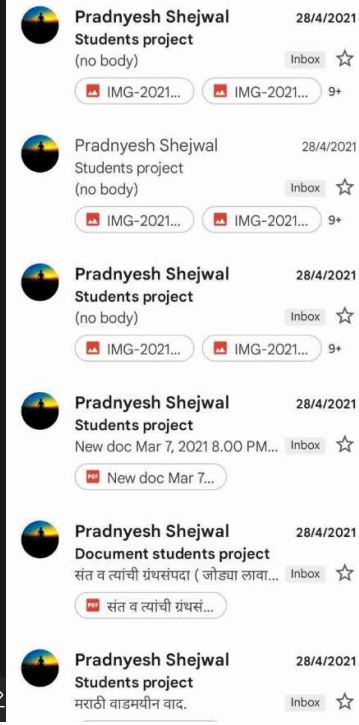 Pradnyesh Shejwal 28/4/2021
Students project
(no body) Inbox
IMG-2021... IMG-2021... 9+
Pradnyesh Shejwal 28/4/2021
Students project
(no body) Inbox
IMG-2021... IMG-2021... 9+
Pradnyesh Shejwal 28/4/2021
Students project
(no body) Inbox
IMG-2021... IMG-2021... 9+
Pradnyesh Shejwal 28/4/2021
Students project
New doc Mar 7, 2021 8.00 PM... Inbox
PDF New doc Mar 7...
Pradnyesh Shejwal 28/4/2021
Document students project
संत व त्यांची ग्रंथसंपदा ( जोड्या लावा... Inbox
PDF संत व त्यांची ग्रंथसं...
Pradnyesh Shejwal 28/4/2021
Students project
मराठी वाडमयीन वाद. Inbox